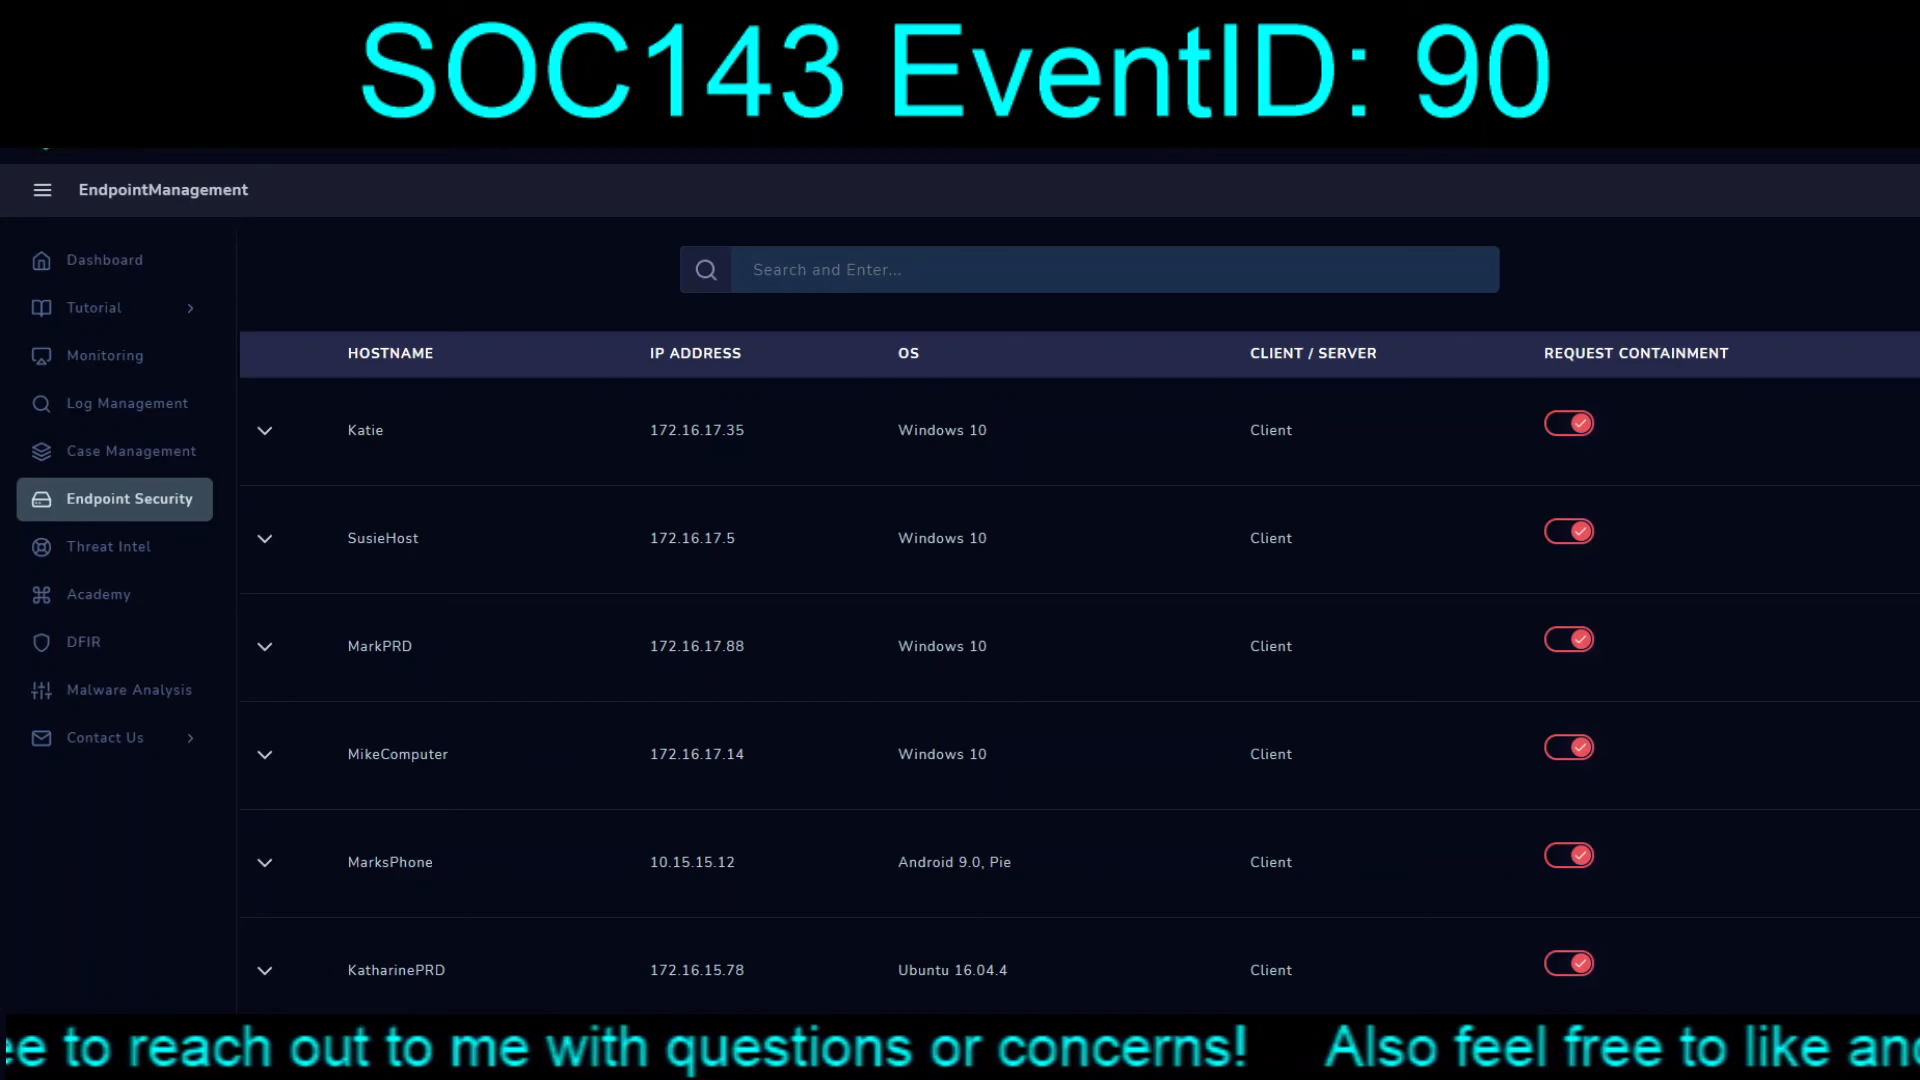 SOC143 EventID: 90
EndpointManagement
Dashboard
Tutorial
Monitoring
Log Management
Case Management
Endpoint Security
Threat Intel
Academy
DFIR
Malware Analysis
Contact Us
Search and Enter...
HOSTNAME IP ADDRESS OS CLIENT / SERVER REQUEST CONTAINMENT
Katie 172.16.17.35 Windows 10 Client
SusieHost 172.16.17.5 Windows 10 Client
MarkPRD 172.16.17.88 Windows 10 Client
MikeComputer 172.16.17.14 Windows 10 Client
MarksPhone 10.15.15.12 Android 9.0, Pie Client
KatharinePRD 172.16.15.78 Ubuntu 16.04.4 Client
to reach out to me with questions or concerns! Also feel free to like